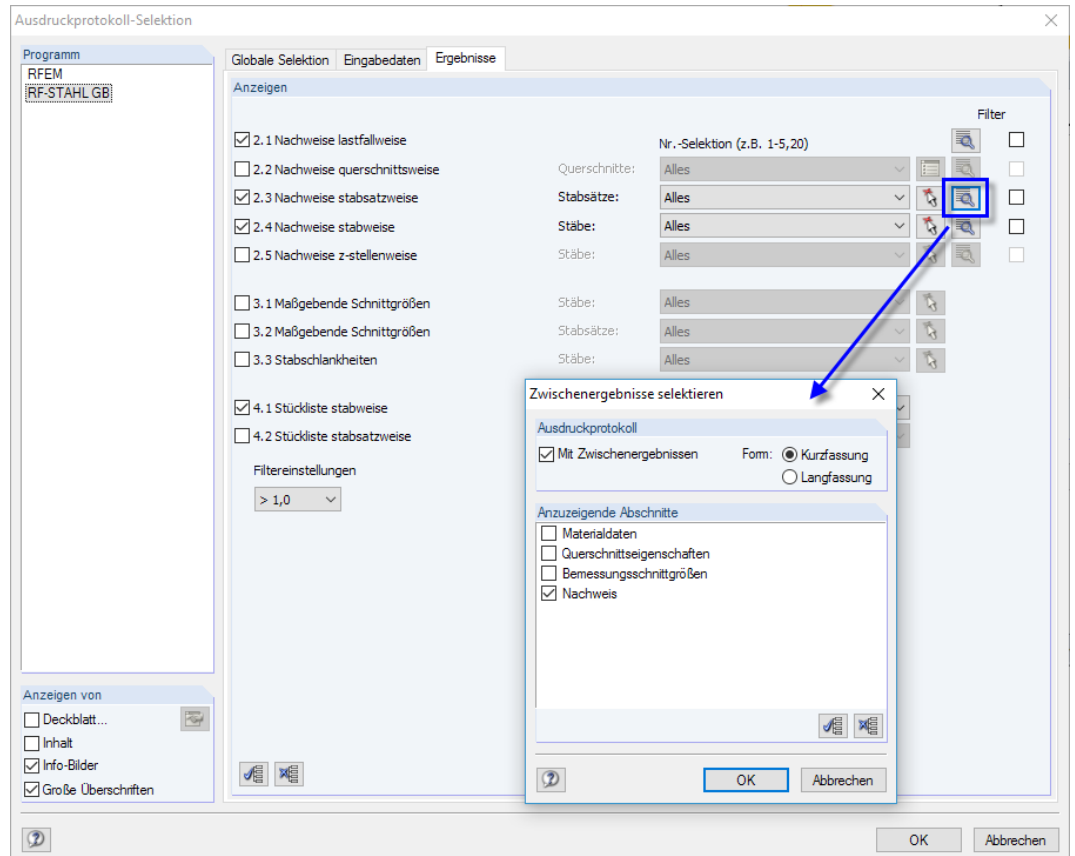 Ausdruckprotokoll-Selektion
Programm
RFEM
RF-STAHL GB
Globale Selektion Eingabedaten Ergebnisse
Anzeigen
Filter
2.1 Nachweise lastfallweise Nr.-Selektion (z.B. 1-5,20)
2.2 Nachweise querschnittsweise Querschnitte: Alles
2.3 Nachweise stabsatzweise Stabsätze: Alles
2.4 Nachweise stabweise Stäbe: Alles
2.5 Nachweise z-stellenweise Stäbe: Alles
3.1 Maßgebende Schnittgrößen Stäbe: Alles
3.2 Maßgebende Schnittgrößen Stabsätze: Alles
3.3 Stabschlankheiten Stäbe: Alles
4.1 Stückliste stabweise
4.2 Stückliste stabsatzweise
Filtereinstellungen
> 1,0
Zwischenergebnisse selektieren
Ausdruckprotokoll
Mit Zwischenergebnissen Form: Kurzfassung
Langfassung
Anzuzeigende Abschnitte
Materialdaten
Querschnittseigenschaften
Bemessungsschnittgrößen
Nachweis
OK Abbrechen
Anzeigen von
Deckblatt...
Inhalt
Info-Bilder
Große Überschriften
OK Abbrechen